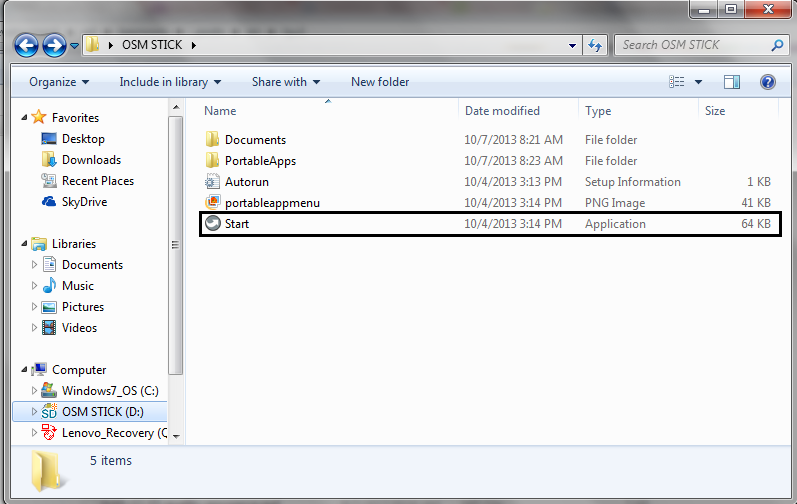 OSM STICK
Search OSM STICK
Organize Include in library Share with New folder
Name Date modified Type Size
Favorites
Desktop
Downloads
Recent Places
SkyDrive
Libraries
Documents
Music
Pictures
Videos
Computer
Windows7_OS (C:)
OSM STICK (D:)
Lenovo_Recovery (Q
Documents 10/7/2013 8:21 AM File folder
PortableApps 10/7/2013 8:23 AM File folder
Autorun 10/4/2013 3:13 PM Setup Information 1 KB
portableappmenu 10/4/2013 3:14 PM PNG Image 41 KB
Start 10/4/2013 3:14 PM Application 64 KB
5 items